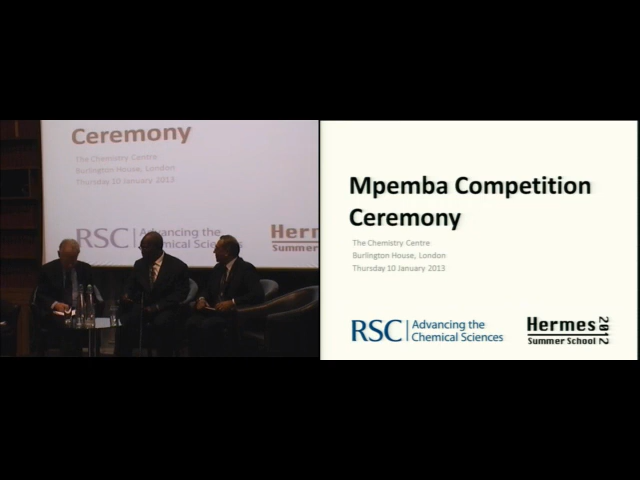 Ceremony
The Chemistry Centre
Burlington House, London
Thursday 10 January 2013
RSC Advancing the
Chemical Sciences
Herm
Summer
Mpemba Competition
Ceremony
The Chemistry Centre
Burlington House, London
Thursday 10 January 2013
RSC Advancing the
Chemical Sciences
Hermes 2012
Summer School